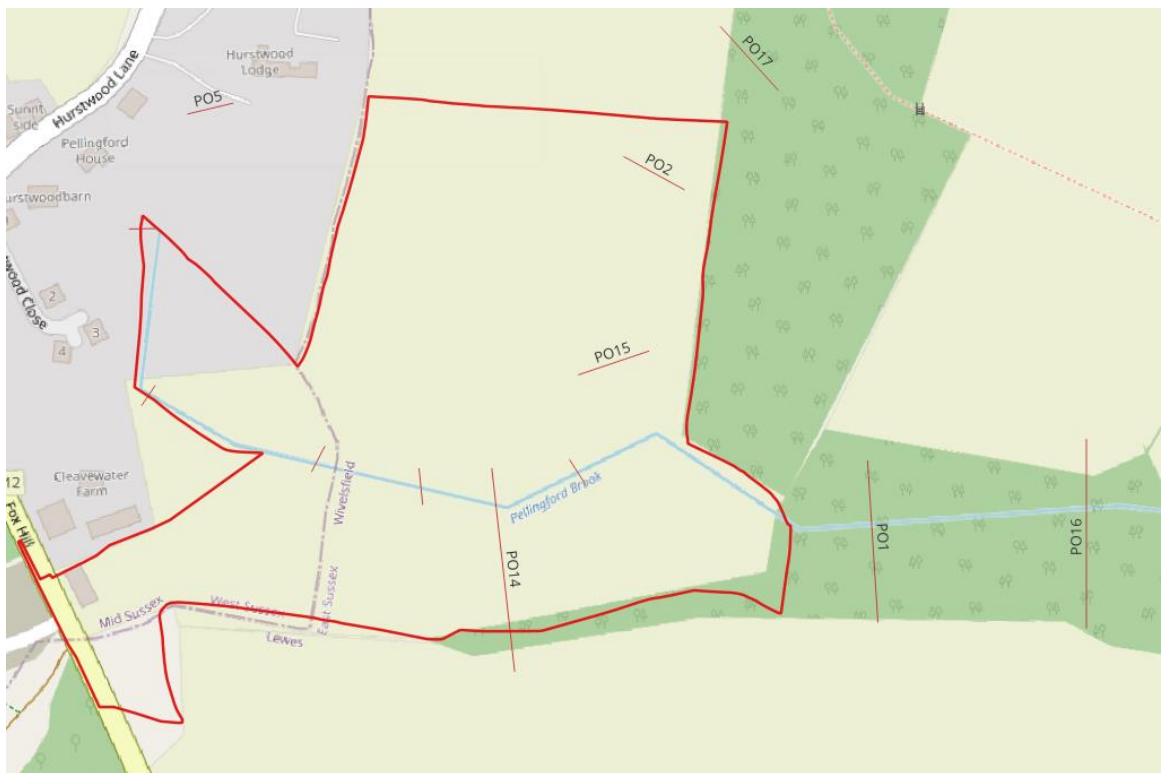 Hurstwood Lane
Hurstwood
Lodge
PO5
PO17
Sunnt
side
Pellingford
House
PO2
urstwoodbarn
rwood Close
2
3
4
PO15
Cleavewater
Farm
12
Fox Hill
Wivelsfield
East Sussex
Pellingford Brook
PO14
PO1
PO16
Mid Sussex
West Sussex
Lewes